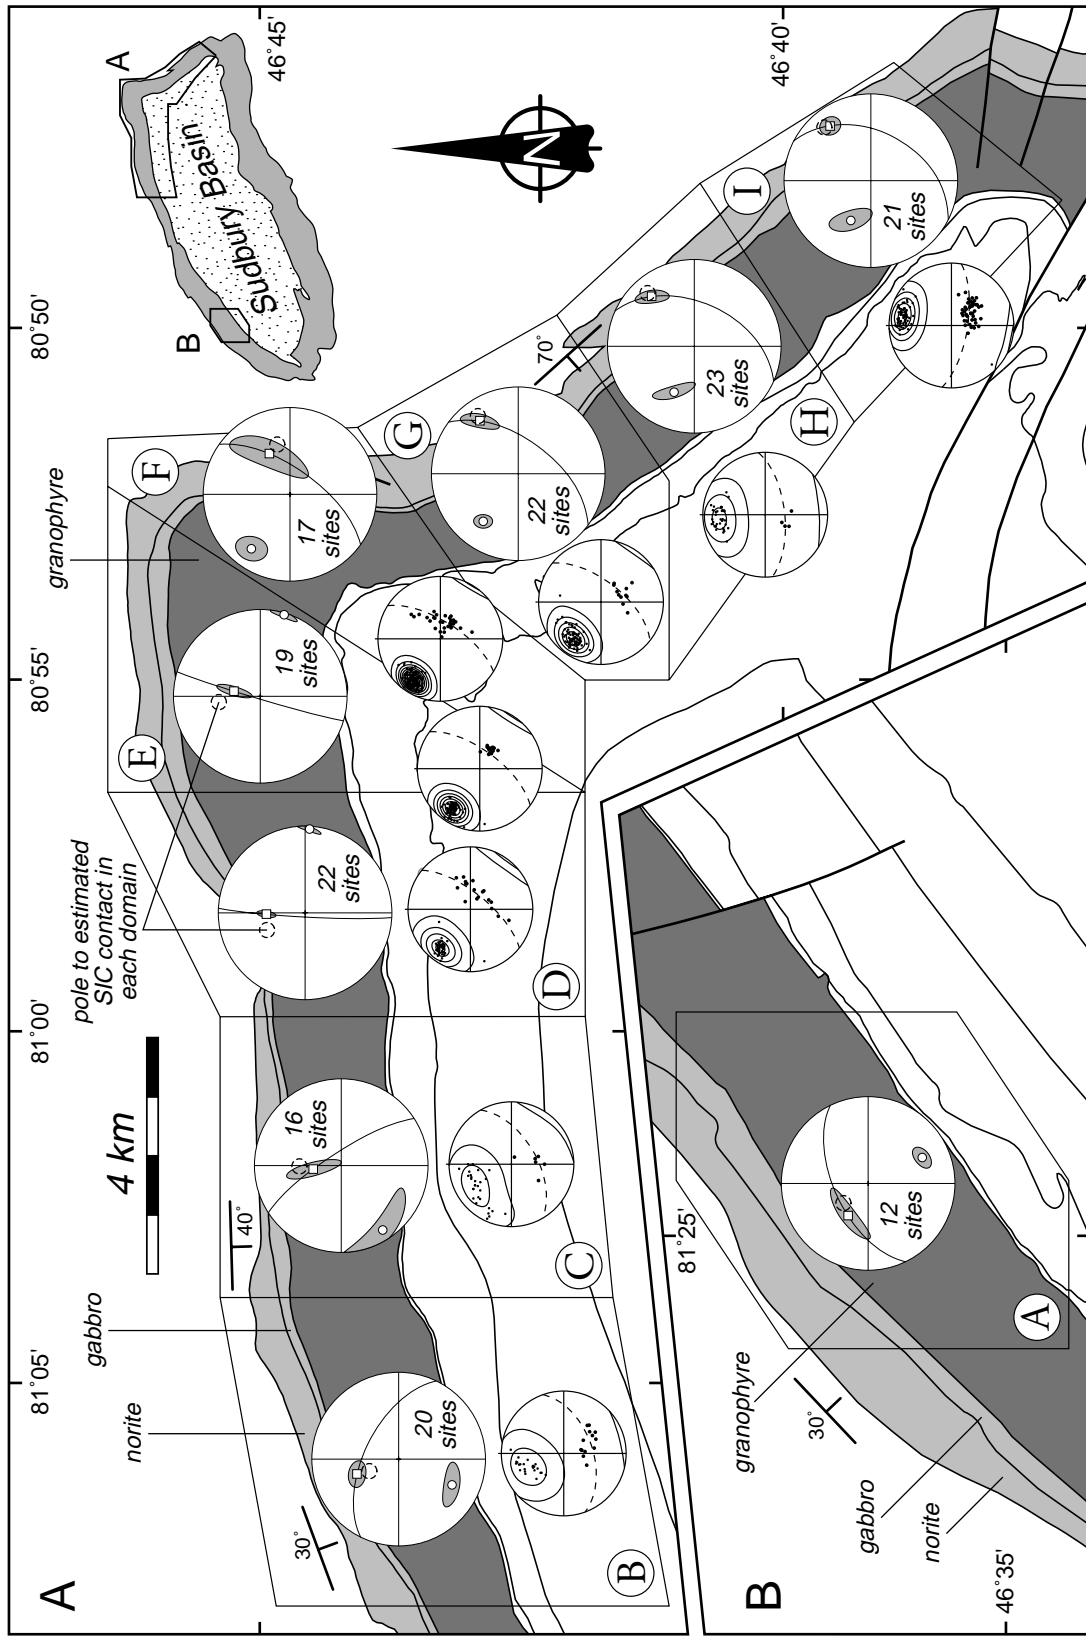 A
B
Sudbury Basin
A
N
46˚45'
46˚40'
80˚50'
80˚55'
81˚00'
81˚05'
4 km
pole to estimated
SIC contact in
each domain
granophyre
gabbro
norite
30˚
40˚
70˚
20
sites
16
sites
22
sites
19
sites
17
sites
22
sites
23
sites
21
sites
B
C
D
E
F
G
H
I
B
81˚25'
46˚35'
granophyre
gabbro
norite
30˚
12
sites
A